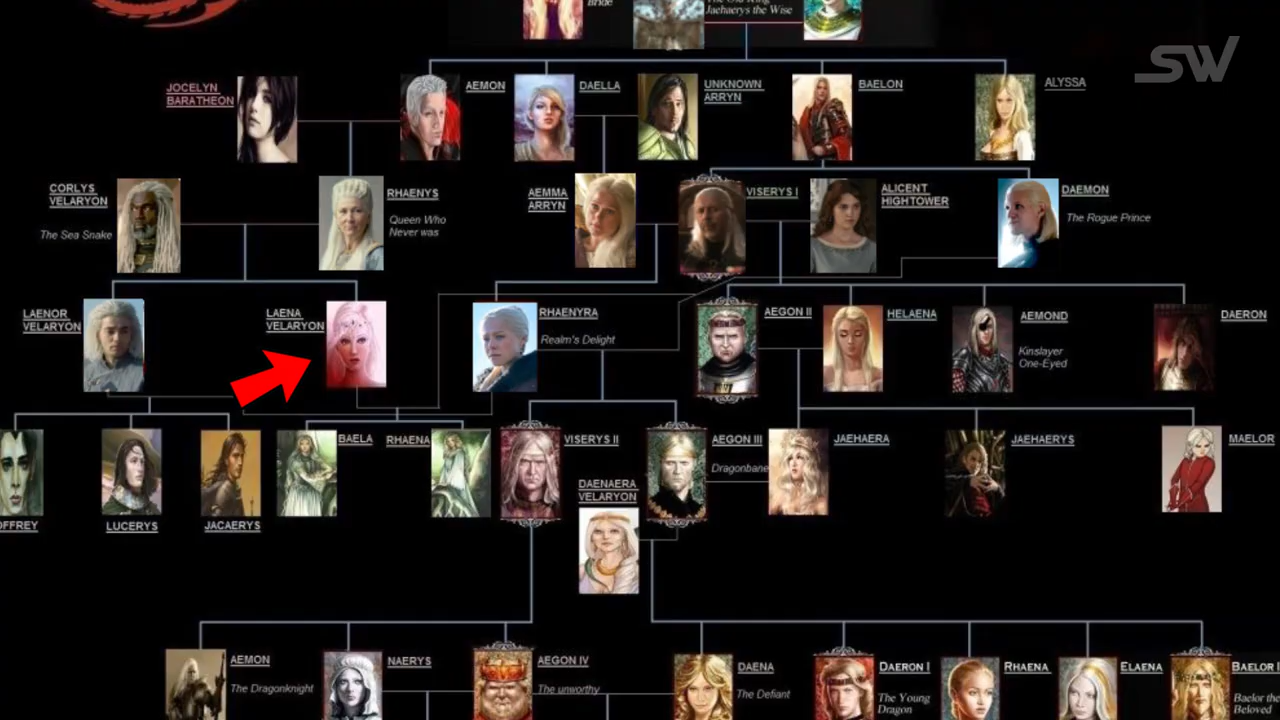 Bride
The Old King
Jaehaerys the Wise
SW
JOCELYN
BARATHEON
AEMON
DAELLA
UNKNOWN
ARRYN
BAELON
ALYSSA
CORLYS
VELARYON
The Sea Snake
RHAENYS
Queen Who
Never was
AEMMA
ARRYN
VISERYS I
ALICENT
HIGHTOWER
DAEMON
The Rogue Prince
LAENOR
VELARYON
LAENA
VELARYON
RHAENYRA
Realm's Delight
AEGON II
HELAENA
AEMOND
Kinslayer
One-Eyed
DAERON
OFFREY
LUCERYS
JACAERYS
BAELA
RHAENA
VISERYS II
AEGON III
Dragonbane
DAENAERA
VELARYON
JAEHAERA
JAEHAERYS
MAELOR
AEMON
The Dragonknight
NAERYS
AEGON IV
The unworthy
DAENA
The Defiant
DAERON I
The Young
Dragon
RHAENA
ELAENA
BAELOR I
Baelor the
Beloved